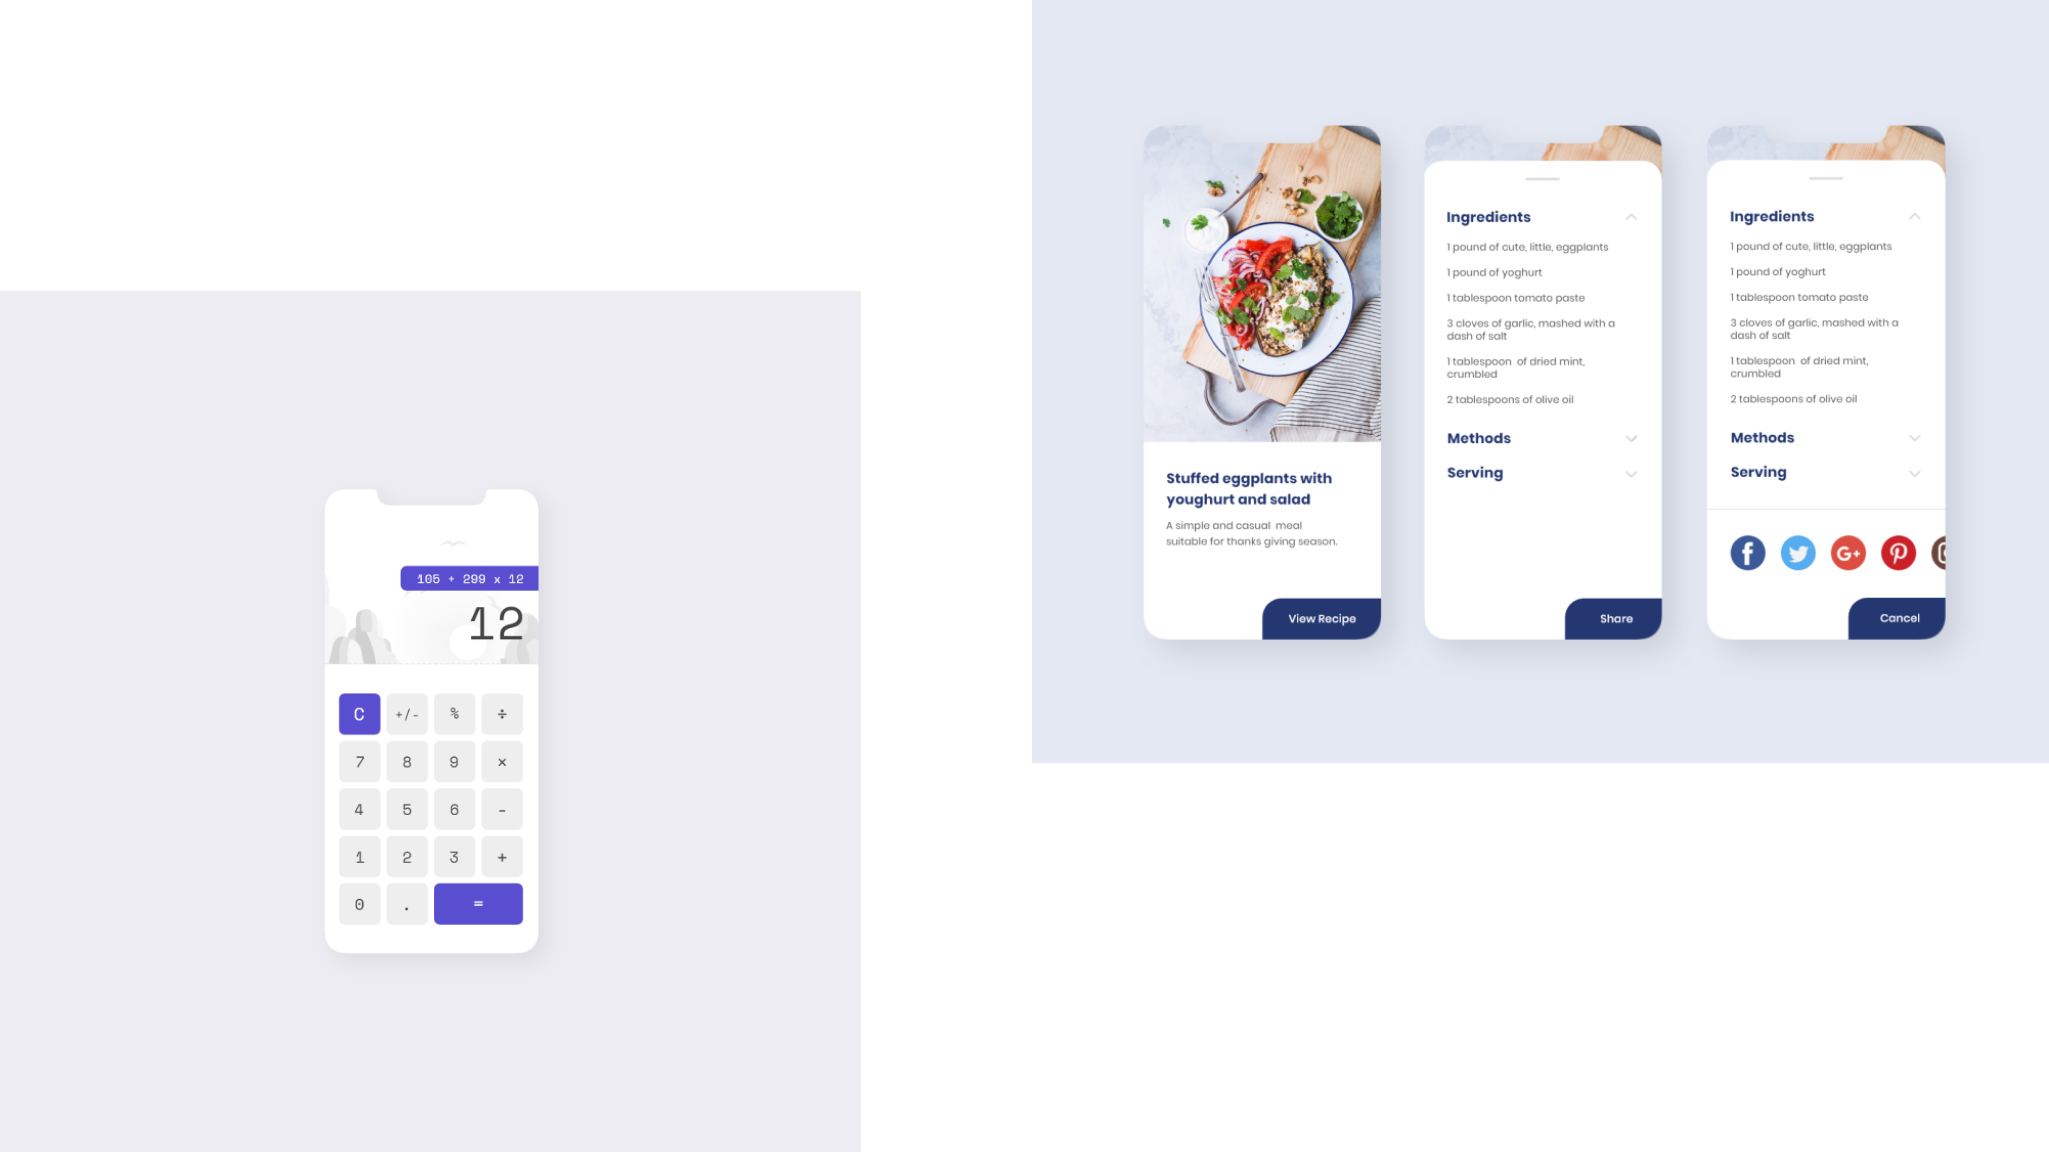 105 + 299 x 12
12
C +/- % ÷
7 8 9 ×
4 5 6 -
1 2 3 +
0 . =
Stuffed eggplants with
youghurt and salad
A simple and casual meal
suitable for thanks giving season.
View Recipe
Ingredients
1 pound of cute, little, eggplants
1 pound of yoghurt
1 tablespoon tomato paste
3 cloves of garlic, mashed with a
dash of salt
1 tablespoon of dried mint,
crumbled
2 tablespoons of olive oil
Methods
Serving
Share
Ingredients
1 pound of cute, little, eggplants
1 pound of yoghurt
1 tablespoon tomato paste
3 cloves of garlic, mashed with a
dash of salt
1 tablespoon of dried mint,
crumbled
2 tablespoons of olive oil
Methods
Serving
f G+
Cancel